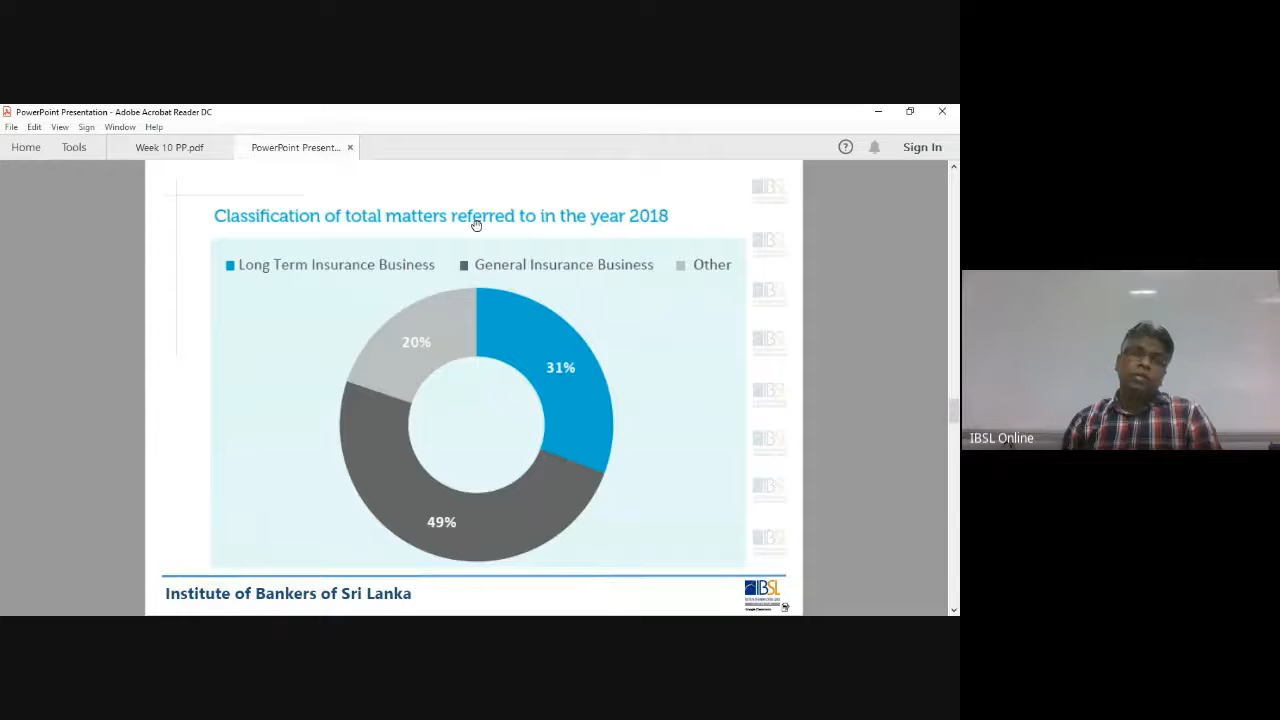 PowerPoint Presentation - Adobe Acrobat Reader DC
File Edit View Sign Window Help
Home Tools Week 10 PP.pdf PowerPoint Present... × Sign In
Classification of total matters referred to in the year 2018
Long Term Insurance Business General Insurance Business Other
20%
31%
49%
IBSL Online
Institute of Bankers of Sri Lanka
IBSL